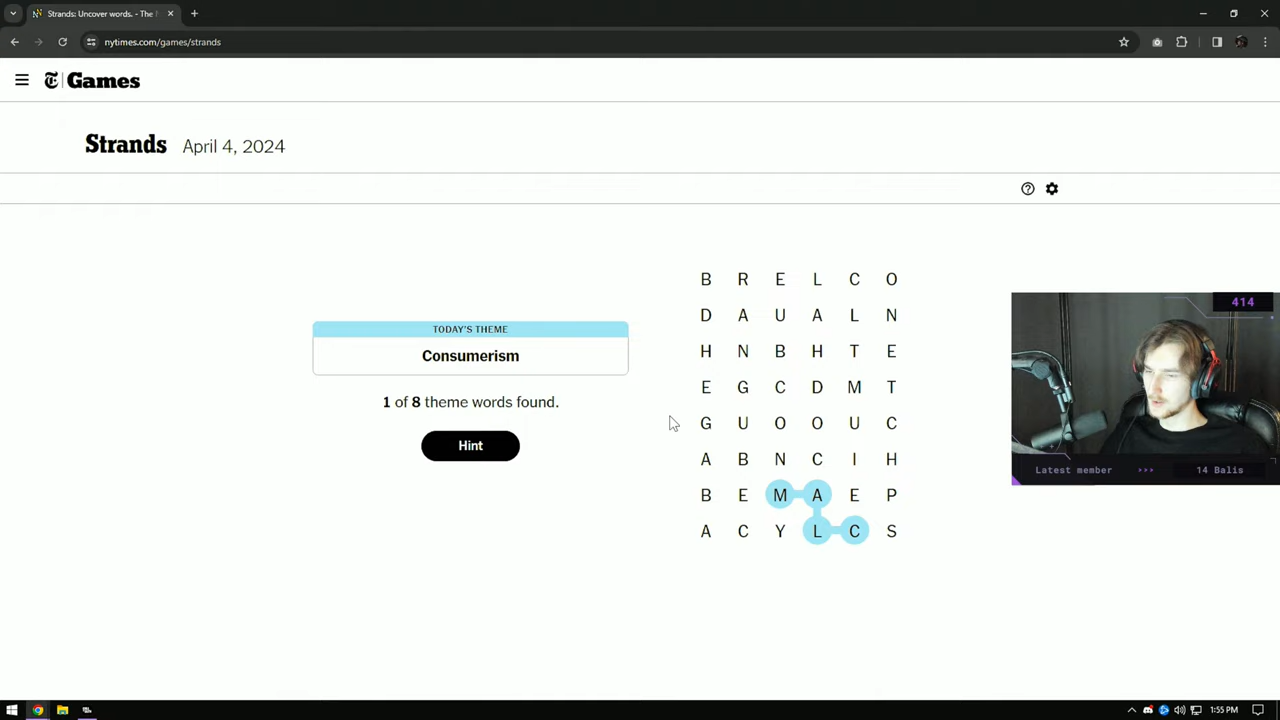 Strands: Uncover words. - The
nytimes.com/games/strands
Games
Strands April 4, 2024
TODAY'S THEME
Consumerism
1 of 8 theme words found.
Hint
B R E L C O
D A U A L N
H N B H T E
E G C D M T
G U O O U C
A B N C I H
B E M A E P
A C Y L C S
414
Latest member >>> 14 Balis
1:55 PM